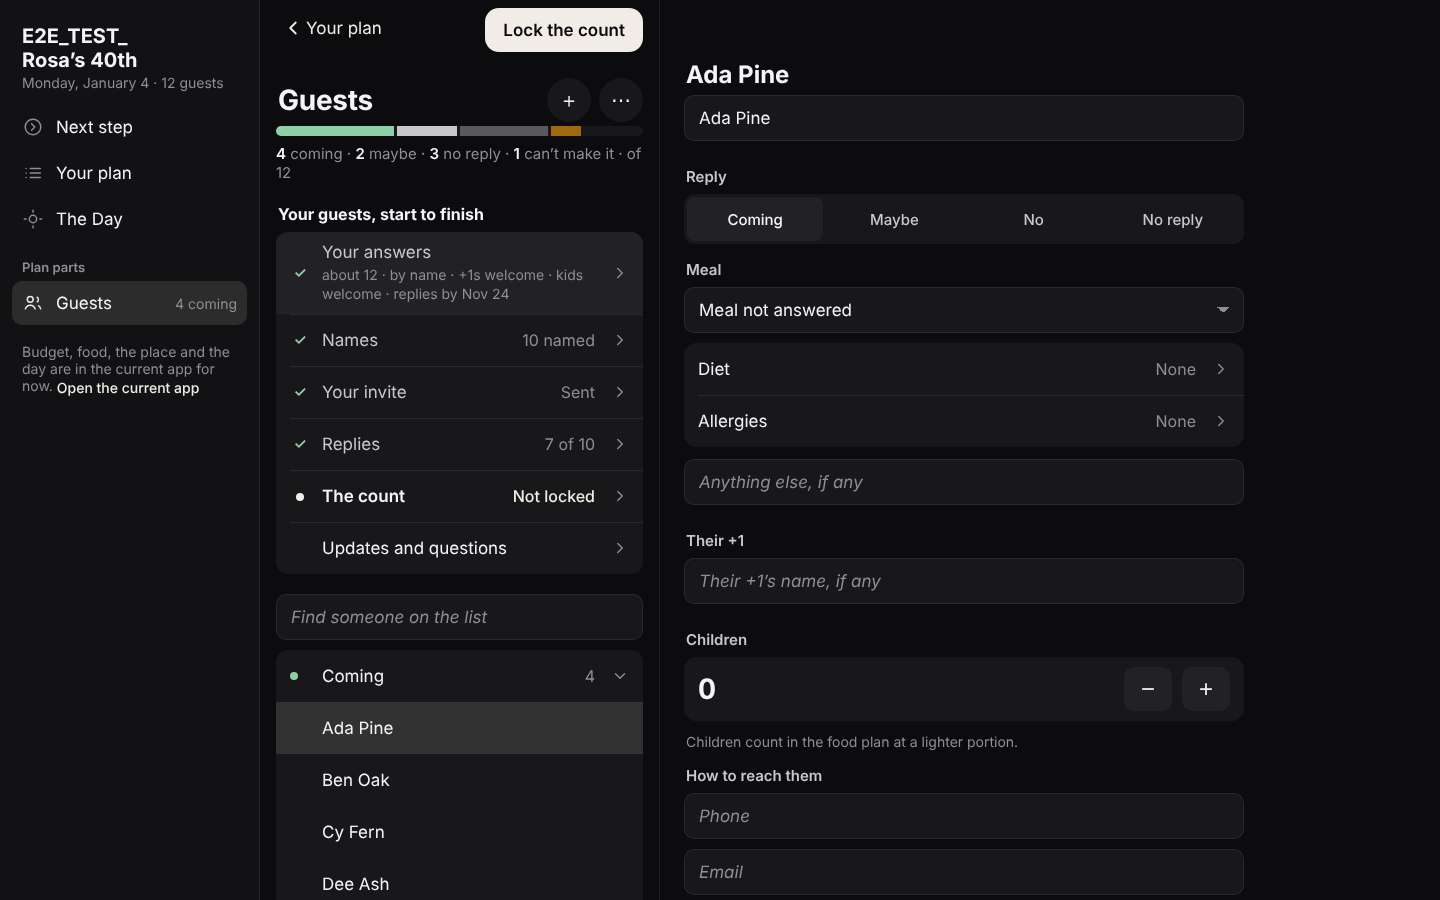 E2E_TEST_
Rosa’s 40th
Monday, January 4 · 12 guests
Next step
Your plan
The Day
Plan parts
Guests
4 coming
Budget, food, the place and the
day are in the current app for
now. Open the current app
Your plan
Lock the count
Guests
4 coming · 2 maybe · 3 no reply · 1 can’t make it · of
12
Your guests, start to finish
Your answers
about 12 · by name · +1s welcome · kids
welcome · replies by Nov 24
Names
10 named
Your invite
Sent
Replies
7 of 10
The count
Not locked
Updates and questions
Find someone on the list
Coming
4
Ada Pine
Ben Oak
Cy Fern
Dee Ash
Ada Pine
Ada Pine
Reply
Coming
Maybe
No
No reply
Meal
Meal not answered
Diet
None
Allergies
None
Anything else, if any
Their +1
Their +1’s name, if any
Children
0
Children count in the food plan at a lighter portion.
How to reach them
Phone
Email